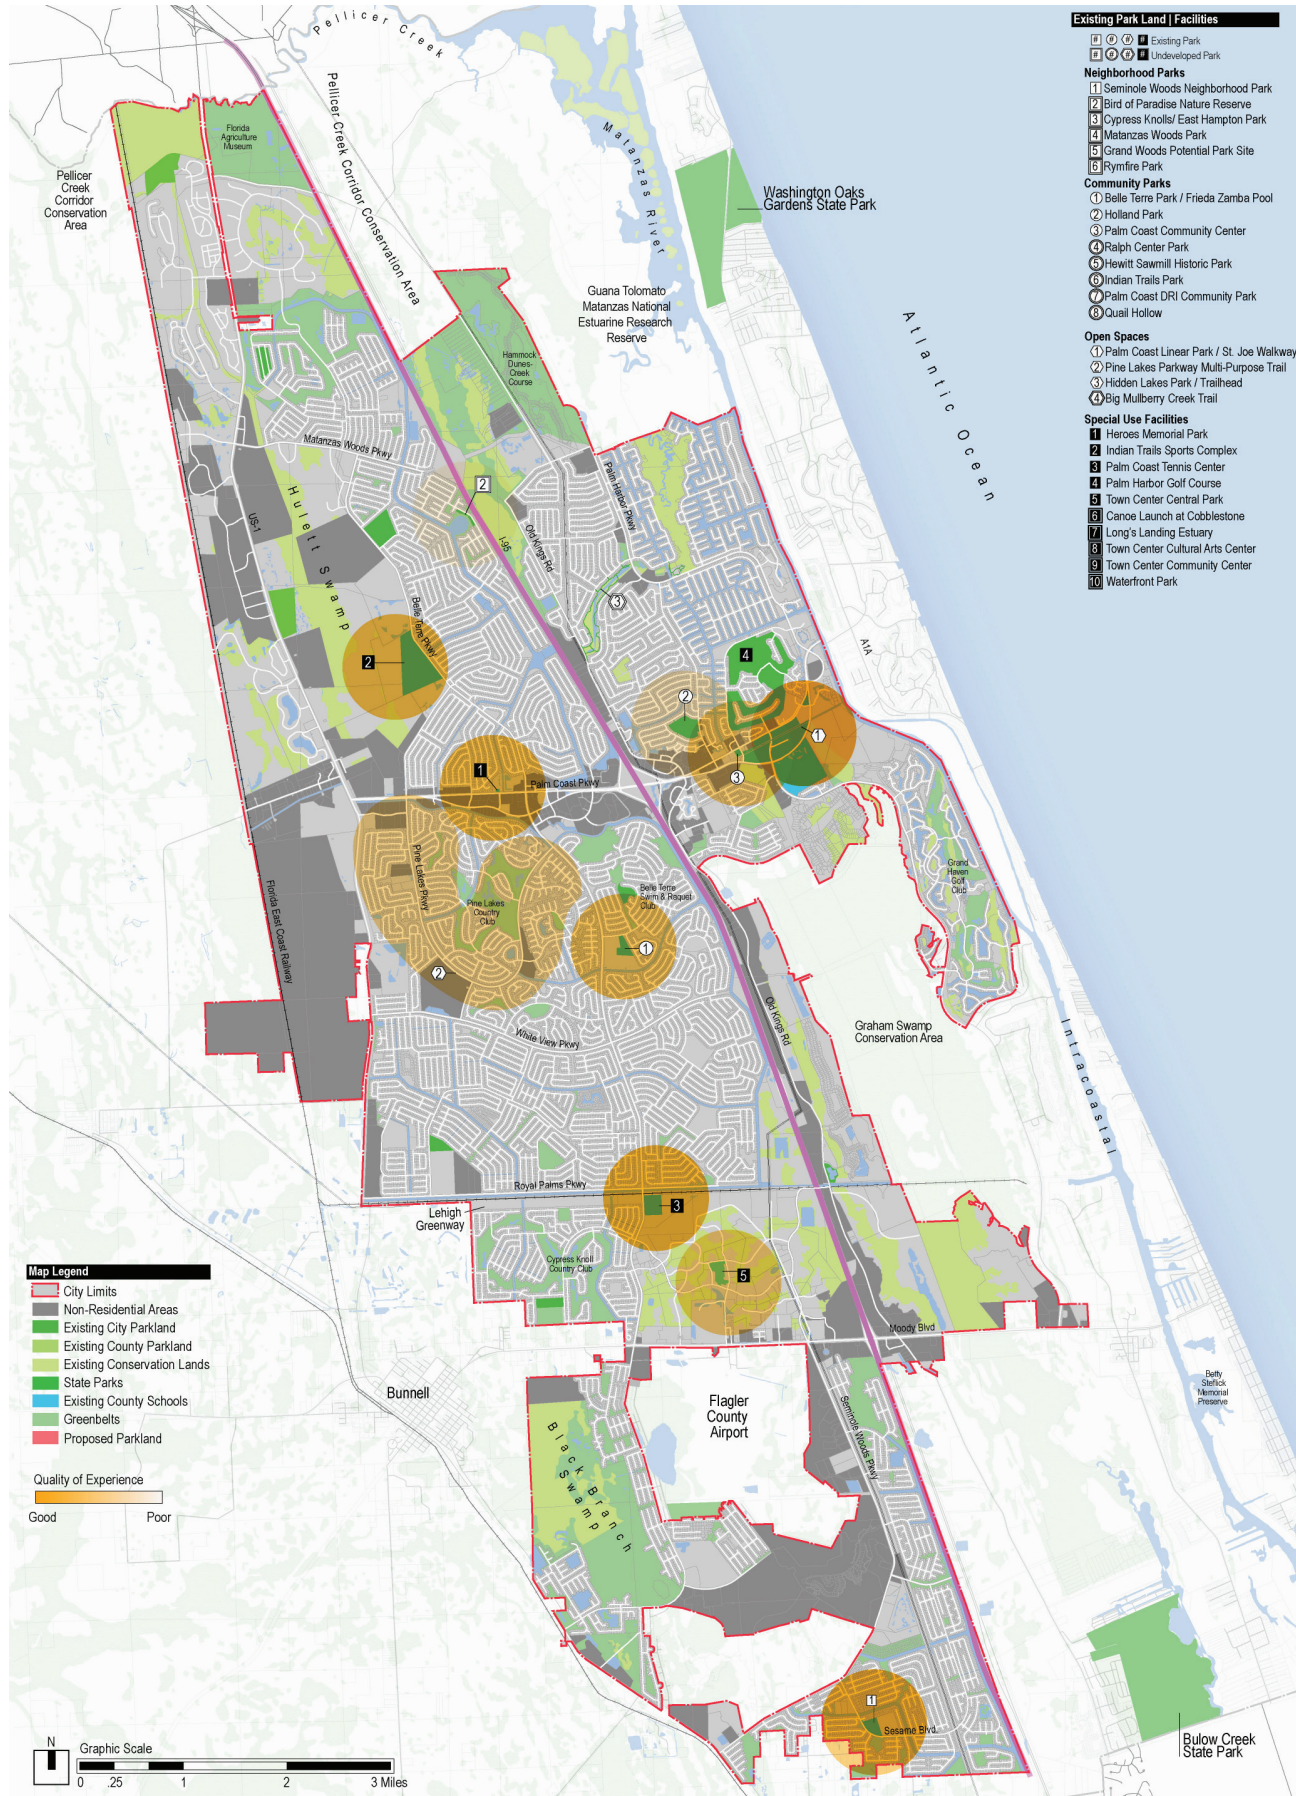 Existing Park Land | Facilities
# # # # Existing Park
# # # # Undeveloped Park
Neighborhood Parks
1 Seminole Woods Neighborhood Park
2 Bird of Paradise Nature Reserve
3 Cypress Knolls/ East Hampton Park
4 Matanzas Woods Park
5 Grand Woods Potential Park Site
6 Rymfire Park
Community Parks
1 Belle Terre Park / Frieda Zamba Pool
2 Holland Park
3 Palm Coast Community Center
4 Ralph Center Park
5 Hewitt Sawmill Historic Park
6 Indian Trails Park
7 Palm Coast DRI Community Park
8 Quail Hollow
Open Spaces
1 Palm Coast Linear Park / St. Joe Walkway
2 Pine Lakes Parkway Multi-Purpose Trail
3 Hidden Lakes Park / Trailhead
4 Big Mullberry Creek Trail
Special Use Facilities
1 Heroes Memorial Park
2 Indian Trails Sports Complex
3 Palm Coast Tennis Center
4 Palm Harbor Golf Course
5 Town Center Central Park
6 Canoe Launch at Cobblestone
7 Long's Landing Estuary
8 Town Center Cultural Arts Center
9 Town Center Community Center
10 Waterfront Park
Pellicer Creek
Pellicer Creek Corridor Conservation Area
Florida
Agriculture
Museum
Pellicer
Creek
Corridor
Conservation
Area
Matanzas River
Washington Oaks
Gardens State Park
Guana Tolomato
Matanzas National
Estuarine Research
Reserve
Atlantic Ocean
Hammock
Dunes-
Creek
Course
Matanzas Woods Pkwy
Palm Harbor Pkwy
2
US-1
Hulett Swamp
I-95
Old Kings Rd
3
Belle Terre Pkwy
A1A
2
4
2
1
3
1
Palm Coast Pkwy
Pine Lakes Pkwy
Pine Lakes
Country
Club
Belle Terre
Swim & Raquet
Club
Grand
Haven
Golf
Club
Florida East Coast Railway
1
2
Old Kings Rd
White View Pkwy
Graham Swamp
Conservation Area
Intracoastal
Royal Palms Pkwy
Lehigh
Greenway
3
Cypress Knoll
Country Club
5
Moody Blvd
Map Legend
City Limits
Non-Residential Areas
Existing City Parkland
Existing County Parkland
Existing Conservation Lands
State Parks
Existing County Schools
Greenbelts
Proposed Parkland
Quality of Experience
Good Poor
Bunnell
Flagler
County
Airport
Seminole Woods Pkwy
Betty
Steflick
Memorial
Preserve
Black Branch
Swamp
1
Sesame Blvd
Bulow Creek
State Park
N
Graphic Scale
0 .25 1 2 3 Miles